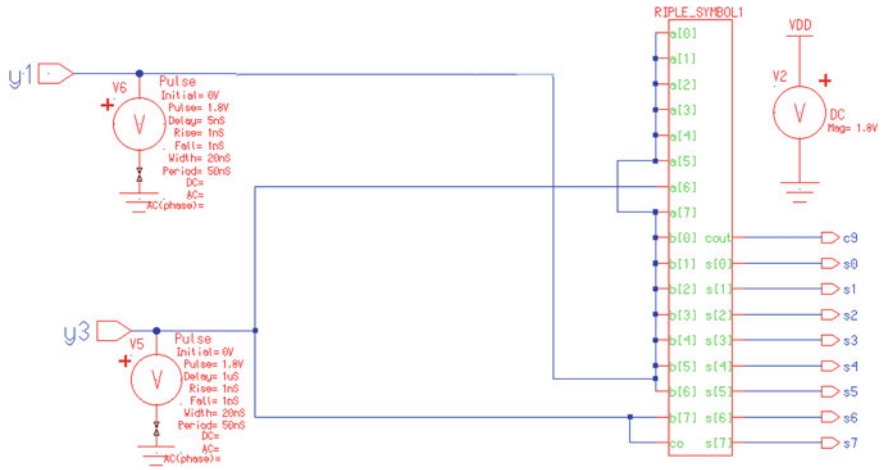 RIPLE_SYMBOL1
VDD
y1
V6
Pulse
Initial= 0V
Pulse= 1.8V
Delay= 5nS
Rise= 1nS
Fall= 1nS
Width= 20nS
Period= 50nS
DC=
AC=
AC(phase)=
V
a[0]
a[1]
a[2]
a[3]
a[4]
a[5]
a[6]
a[7]
b[0] cout
b[1] s[0]
b[2] s[1]
b[3] s[2]
b[4] s[3]
b[5] s[4]
b[6] s[5]
b[7] s[6]
co s[7]
V2
V
DC
Mag= 1.8V
c9
s0
s1
s2
s3
s4
s5
s6
s7
y3
V5
Pulse
Initial= 0V
Pulse= 1.8V
Delay= 1uS
Rise= 1nS
Fall= 1nS
Width= 20nS
Period= 50nS
DC=
AC=
AC(phase)=
V